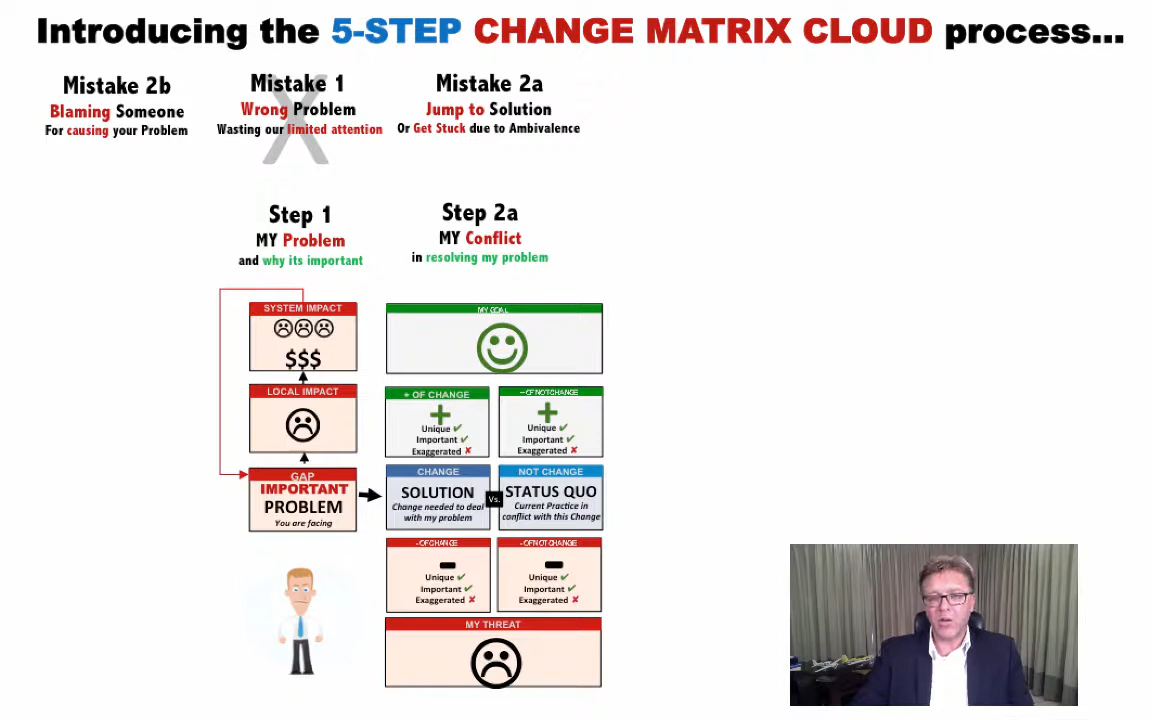 Introducing the 5-STEP CHANGE MATRIX CLOUD process...
Mistake 2b
Blaming Someone
For causing your Problem
Mistake 1
Wrong Problem
Wasting our limited attention
X
Mistake 2a
Jump to Solution
Or Get Stuck due to Ambivalence
Step 1
MY Problem
and why its important
Step 2a
MY Conflict
in resolving my problem
SYSTEM IMPACT
$$$
LOCAL IMPACT
GAP
IMPORTANT
PROBLEM
You are facing
MY GOAL
+ OF CHANGE
+
Unique ✔
Important ✔
Exaggerated ✘
– OF NOT CHANGE
+
Unique ✔
Important ✔
Exaggerated ✘
CHANGE
SOLUTION
Change needed to deal
with my problem
Vs.
NOT CHANGE
STATUS QUO
Current Practice in
conflict with this Change
- OF CHANGE
-
Unique ✔
Important ✔
Exaggerated ✘
- OF NOT CHANGE
-
Unique ✔
Important ✔
Exaggerated ✘
MY THREAT